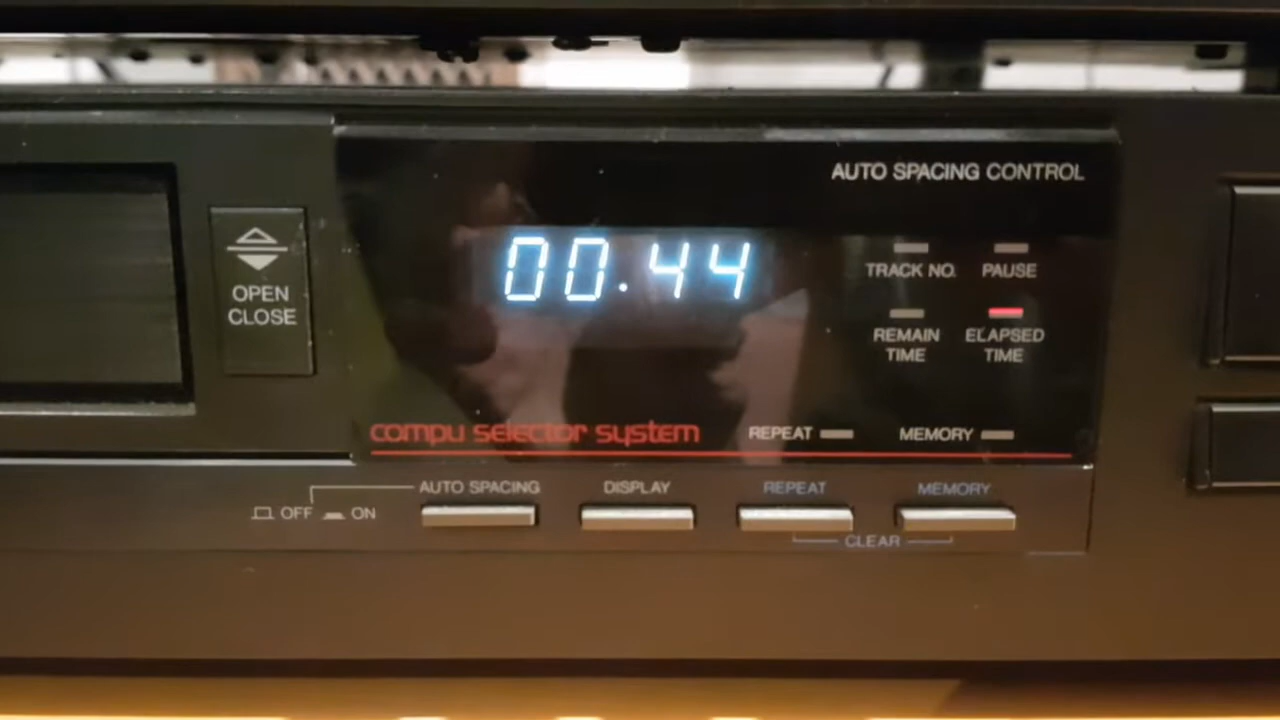 AUTO SPACING CONTROL
00.44
TRACK NO. PAUSE
OPEN
CLOSE
REMAIN
TIME
ELAPSED
TIME
compu selector system
REPEAT MEMORY
AUTO SPACING DISPLAY REPEAT MEMORY
OFF ON
CLEAR